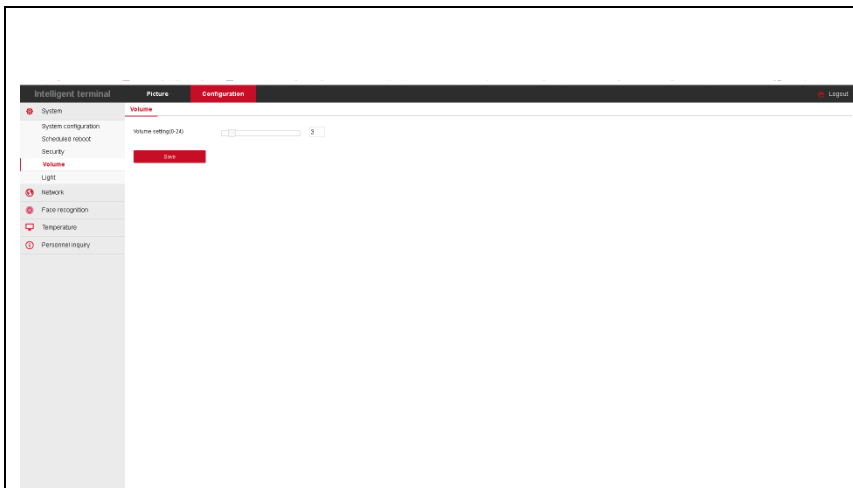 Intelligent terminal Picture Configuration Logout
System
System configuration
Scheduled reboot
Security
Volume
Light
Network
Face recognition
Temperature
Personnel inquiry
Volume
Volume setting(0-24) 3
Save